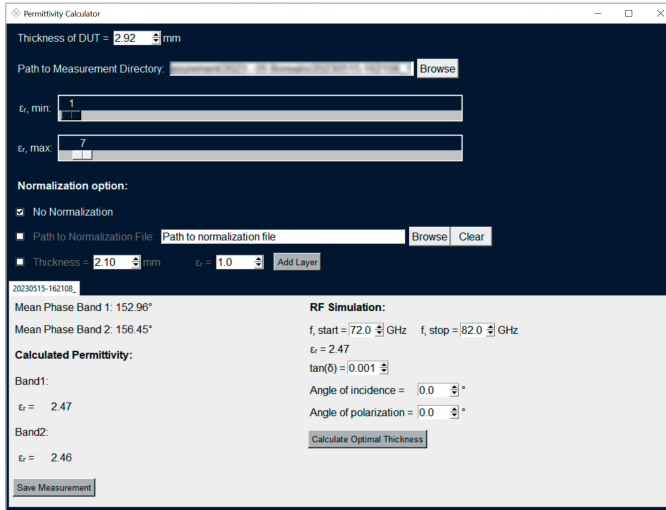 Permittivity Calculator
Thickness of DUT = 2.92 mm
Path to Measurement Directory: Browse
εr, min: 1
εr, max: 7
Normalization option:
No Normalization
Path to Normalization File: Path to normalization file Browse Clear
Thickness = 2.10 mm εr = 1.0 Add Layer
20230515-162108_
Mean Phase Band 1: 152.96°
Mean Phase Band 2: 156.45°
Calculated Permittivity:
Band1:
εr = 2.47
Band2:
εr = 2.46
Save Measurement
RF Simulation:
f, start = 72.0 GHz f, stop = 82.0 GHz
εr = 2.47
tan(δ) = 0.001
Angle of incidence = 0.0 °
Angle of polarization = 0.0 °
Calculate Optimal Thickness